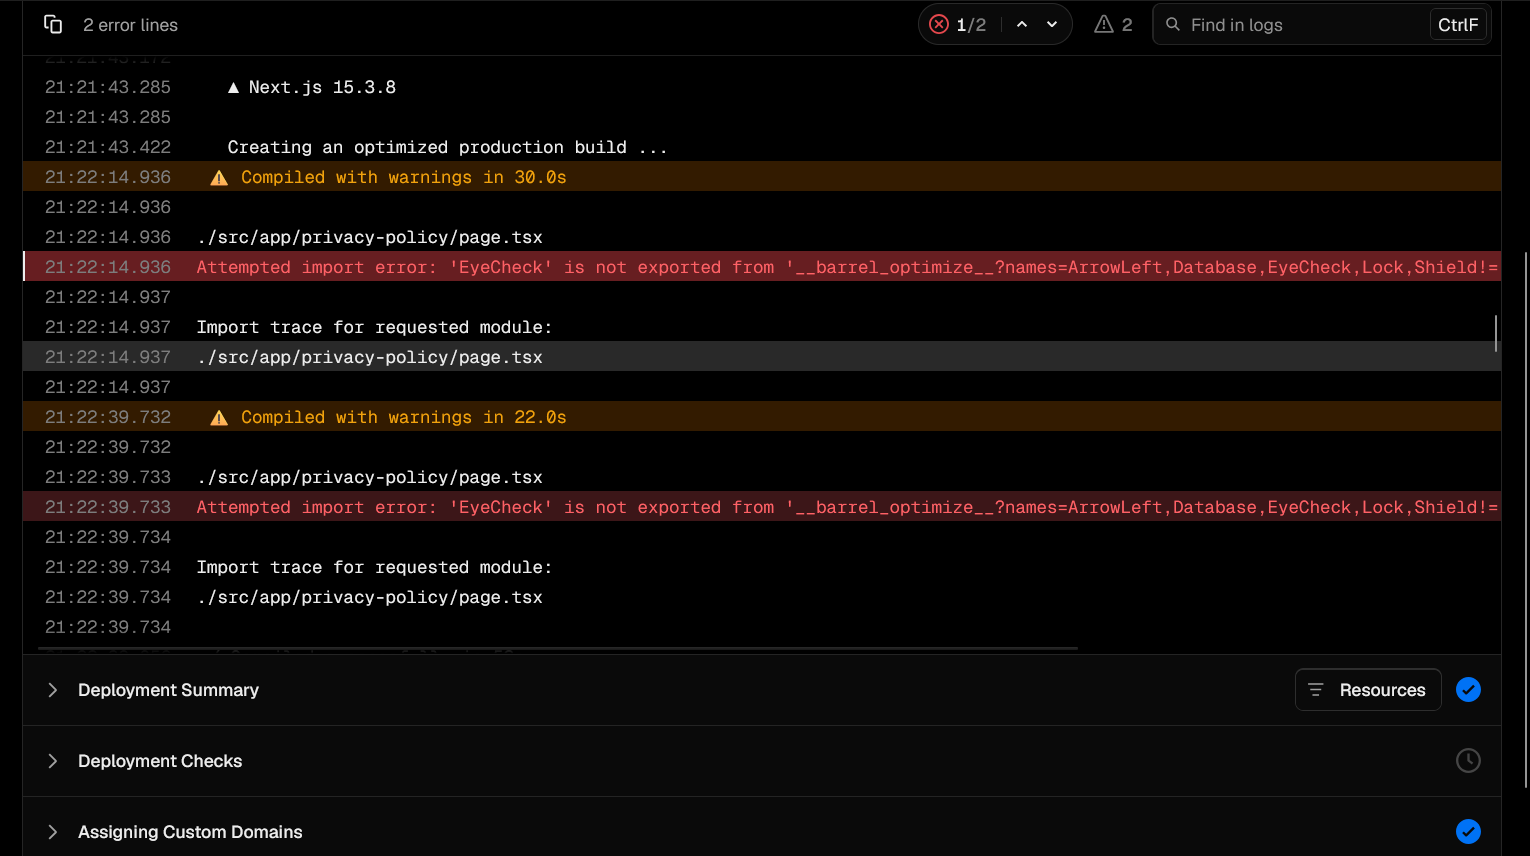 2 error lines
1/2
2
Find in logs
CtrlF
21:21:43.285 ▲ Next.js 15.3.8
21:21:43.285
21:21:43.422 Creating an optimized production build ...
21:22:14.936 ⚠ Compiled with warnings in 30.0s
21:22:14.936
21:22:14.936 ./src/app/privacy-policy/page.tsx
21:22:14.936 Attempted import error: 'EyeCheck' is not exported from '__barrel_optimize__?names=ArrowLeft,Database,EyeCheck,Lock,Shield!=
21:22:14.937
21:22:14.937 Import trace for requested module:
21:22:14.937 ./src/app/privacy-policy/page.tsx
21:22:14.937
21:22:39.732 ⚠ Compiled with warnings in 22.0s
21:22:39.732
21:22:39.733 ./src/app/privacy-policy/page.tsx
21:22:39.733 Attempted import error: 'EyeCheck' is not exported from '__barrel_optimize__?names=ArrowLeft,Database,EyeCheck,Lock,Shield!=
21:22:39.734
21:22:39.734 Import trace for requested module:
21:22:39.734 ./src/app/privacy-policy/page.tsx
21:22:39.734
Deployment Summary
Resources
Deployment Checks
Assigning Custom Domains